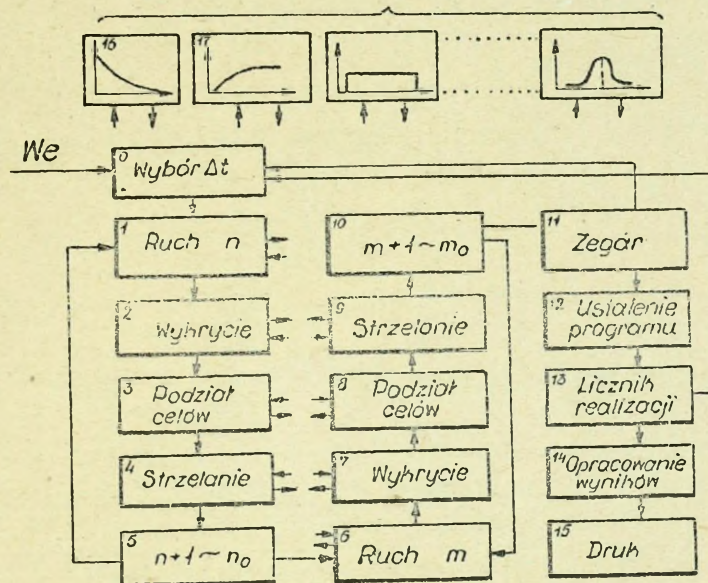 16
17
We
0
Wybór Δt
1
Ruch n
2
Wykrycie
3
Podział
celów
4
Strzelanie
5
n+1~n₀
6
Ruch m
7
Wykrycie
8
Podział
celów
9
Strzelanie
10
m+1~m₀
11
Zegar
12
Ustalenie
programu
13
Licznik
realizacji
14
Opracowanie
wyników
15
Druk